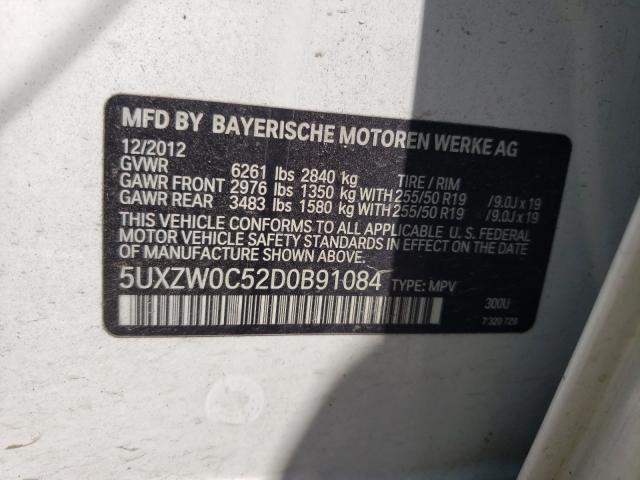 MFD BY BAYERISCHE MOTOREN WERKE AG
12/2012
GVWR 6261 lbs 2840 kg TIRE / RIM
GAWR FRONT 2976 lbs 1350 kg WITH 255/50 R19 /9.0J x 19
GAWR REAR 3483 lbs 1580 kg WITH 255/50 R19 /9.0J x 19
THIS VEHICLE CONFORMS TO ALL APPLICABLE U. S. FEDERAL
MOTOR VEHICLE SAFETY STANDARDS IN EFFECT ON THE DATE
OF MANUFACTURE SHOWN ABOVE.
5UXZW0C52D0B91084 TYPE: MPV
300U
7 320 728